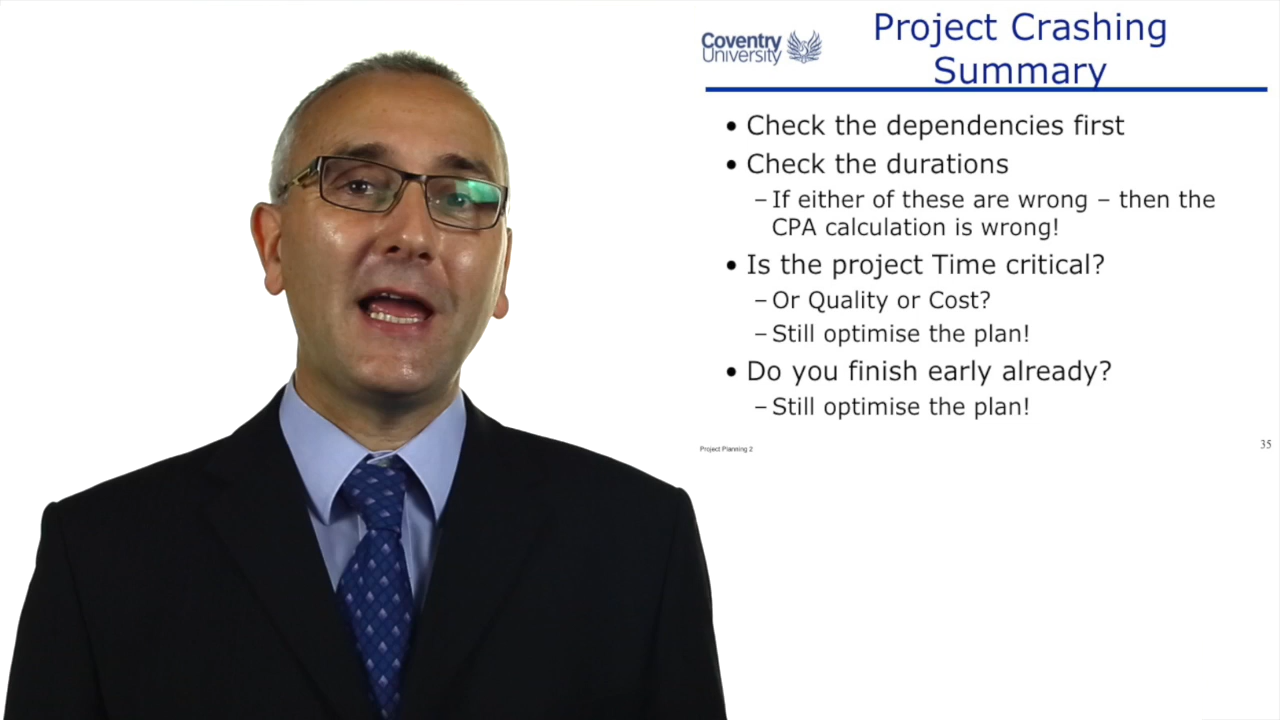 Coventry
University
Project Crashing
Summary
• Check the dependencies first
• Check the durations
– If either of these are wrong – then the
CPA calculation is wrong!
• Is the project Time critical?
– Or Quality or Cost?
– Still optimise the plan!
• Do you finish early already?
– Still optimise the plan!
Project Planning 2
35